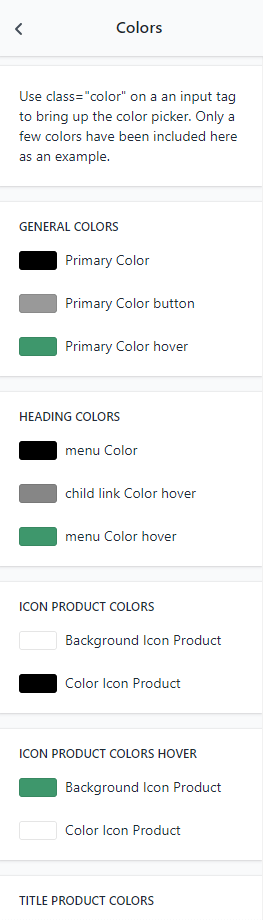 Colors
Use class="color" on a an input tag
to bring up the color picker. Only a
few colors have been included here
as an example.
GENERAL COLORS
Primary Color
Primary Color button
Primary Color hover
HEADING COLORS
menu Color
child link Color hover
menu Color hover
ICON PRODUCT COLORS
Background Icon Product
Color Icon Product
ICON PRODUCT COLORS HOVER
Background Icon Product
Color Icon Product
TITLE PRODUCT COLORS